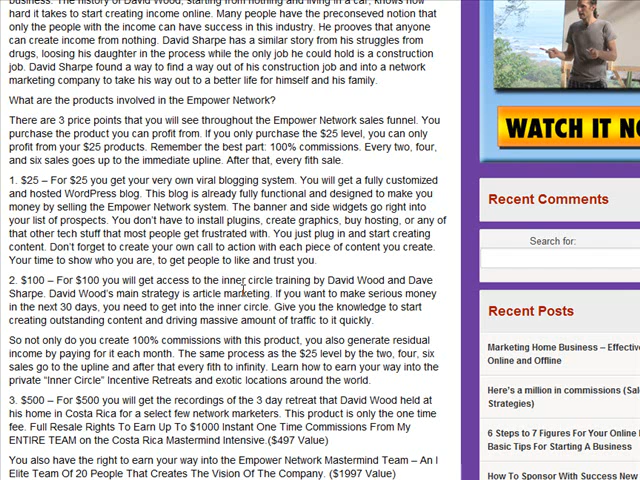 business. The history of David Wood, starting from nothing and living in a car, knows how
hard it takes to start creating income online. Many people have the preconseved notion that
only the people with the income can have success in this industry. He prooves that anyone
can create income from nothing. David Sharpe has a similar story from his struggles from
drugs, loosing his daughter in the process while the only job he could hold is a construction
job. David Sharpe found a way to find a way out of his construction job and into a network
marketing company to take his way out to a better life for himself and his family.
What are the products involved in the Empower Network?
There are 3 price points that you will see throughout the Empower Network sales funnel. You
purchase the product you can profit from. If you only purchase the $25 level, you can only
profit from your $25 products. Remember the best part: 100% commissions. Every two, four,
and six sales goes up to the immediate upline. After that, every fith sale.
1. $25 – For $25 you get your very own viral blogging system. You will get a fully customized
and hosted WordPress blog. This blog is already fully functional and designed to make you
money by selling the Empower Network system. The banner and side widgets go right into
your list of prospects. You don't have to install plugins, create graphics, buy hosting, or any of
that other tech stuff that most people get frustrated with. You just plug in and start creating
content. Don't forget to create your own call to action with each piece of content you create.
Your time to show who you are, to get people to like and trust you.
2. $100 – For $100 you will get access to the inner circle training by David Wood and Dave
Sharpe. David Wood's main strategy is article marketing. If you want to make serious money
in the next 30 days, you need to get into the inner circle. Give you the knowledge to start
creating outstanding content and driving massive amount of traffic to it quickly.
So not only do you create 100% commissions with this product, you also generate residual
income by paying for it each month. The same process as the $25 level by the two, four, six
sales go to the upline and after that every fith to infinity. Learn how to earn your way into the
private “Inner Circle” Incentive Retreats and exotic locations around the world.
3. $500 – For $500 you will get the recordings of the 3 day retreat that David Wood held at
his home in Costa Rica for a select few network marketers. This product is only the one time
fee. Full Resale Rights To Earn Up To $1000 Instant One Time Commissions From My
ENTIRE TEAM on the Costa Rica Mastermind Intensive.($497 Value)
You also have the right to earn your way into the Empower Network Mastermind Team – An I
Elite Team Of 20 People That Creates The Vision Of The Company. ($1997 Value)
WATCH IT NO
Recent Comments
Search for:
Recent Posts
Marketing Home Business – Effective
Online and Offline
Here's a million in commissions (Sal
Strategies)
6 Steps to 7 Figures For Your Online
Basic Tips For Starting A Business
How To Sponsor With Success New